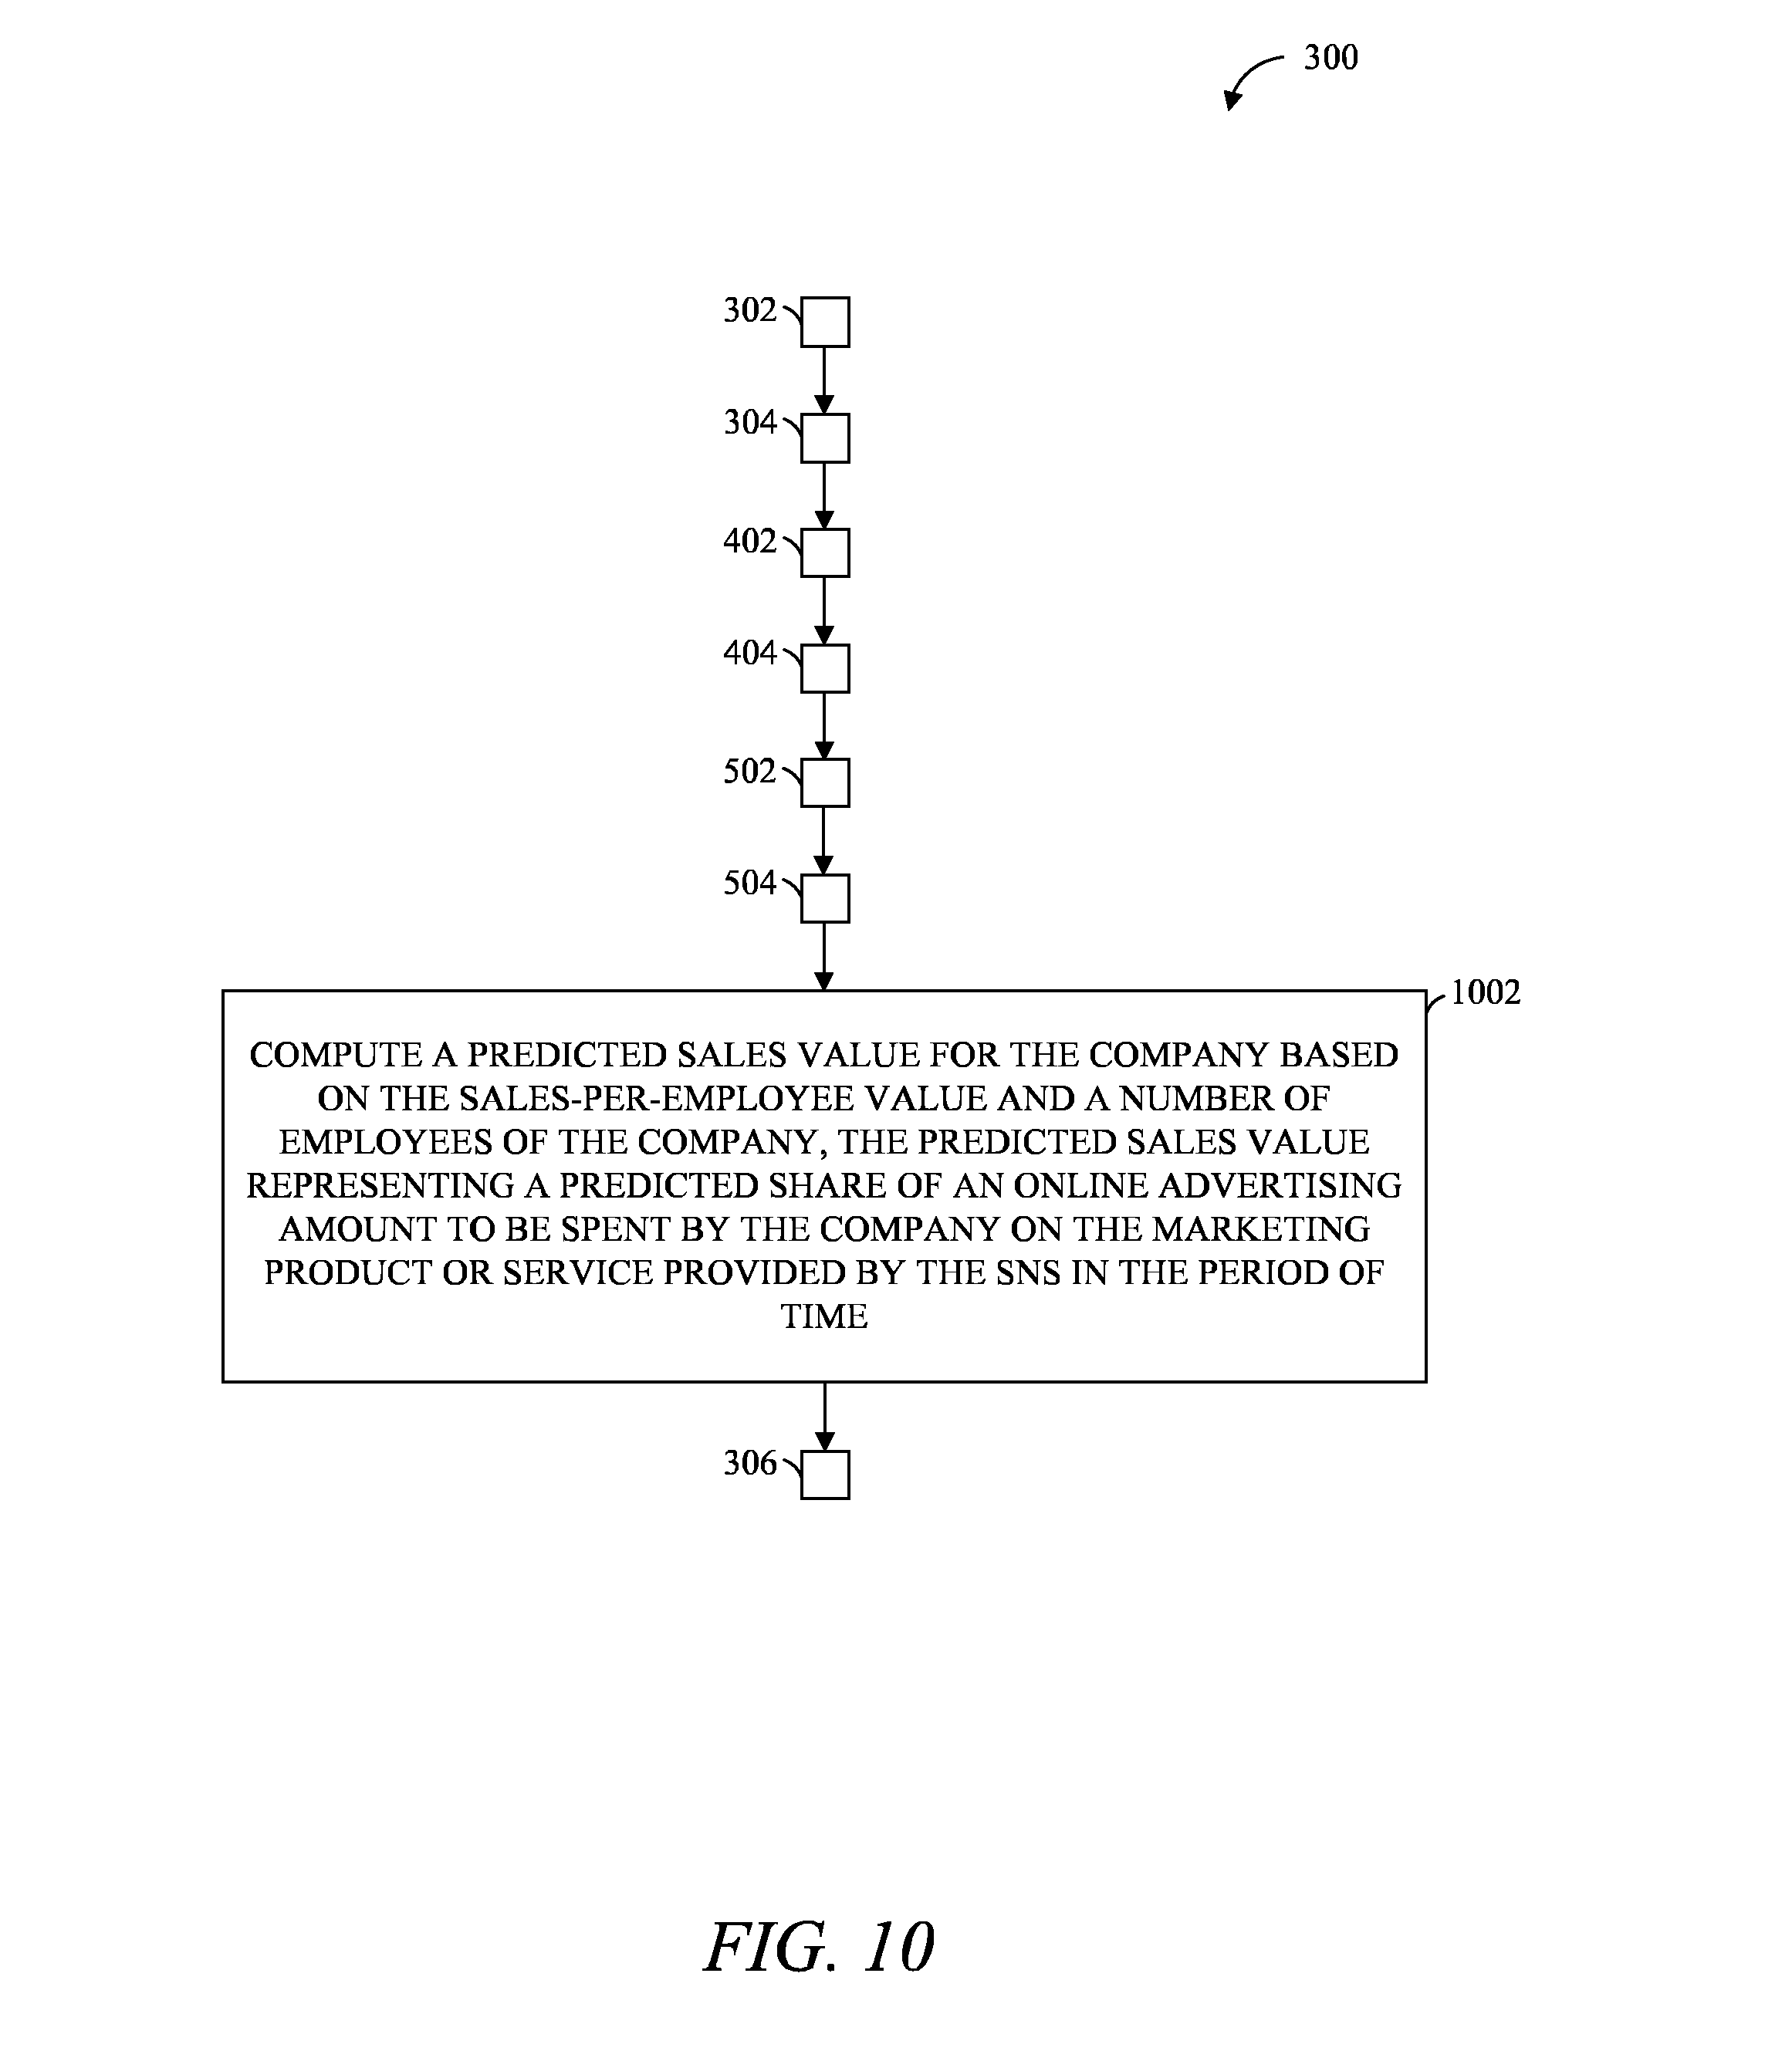 300
302
304
402
404
502
504
1002
COMPUTE A PREDICTED SALES VALUE FOR THE COMPANY BASED
ON THE SALES-PER-EMPLOYEE VALUE AND A NUMBER OF
EMPLOYEES OF THE COMPANY, THE PREDICTED SALES VALUE
REPRESENTING A PREDICTED SHARE OF AN ONLINE ADVERTISING
AMOUNT TO BE SPENT BY THE COMPANY ON THE MARKETING
PRODUCT OR SERVICE PROVIDED BY THE SNS IN THE PERIOD OF
TIME
306
FIG. 10